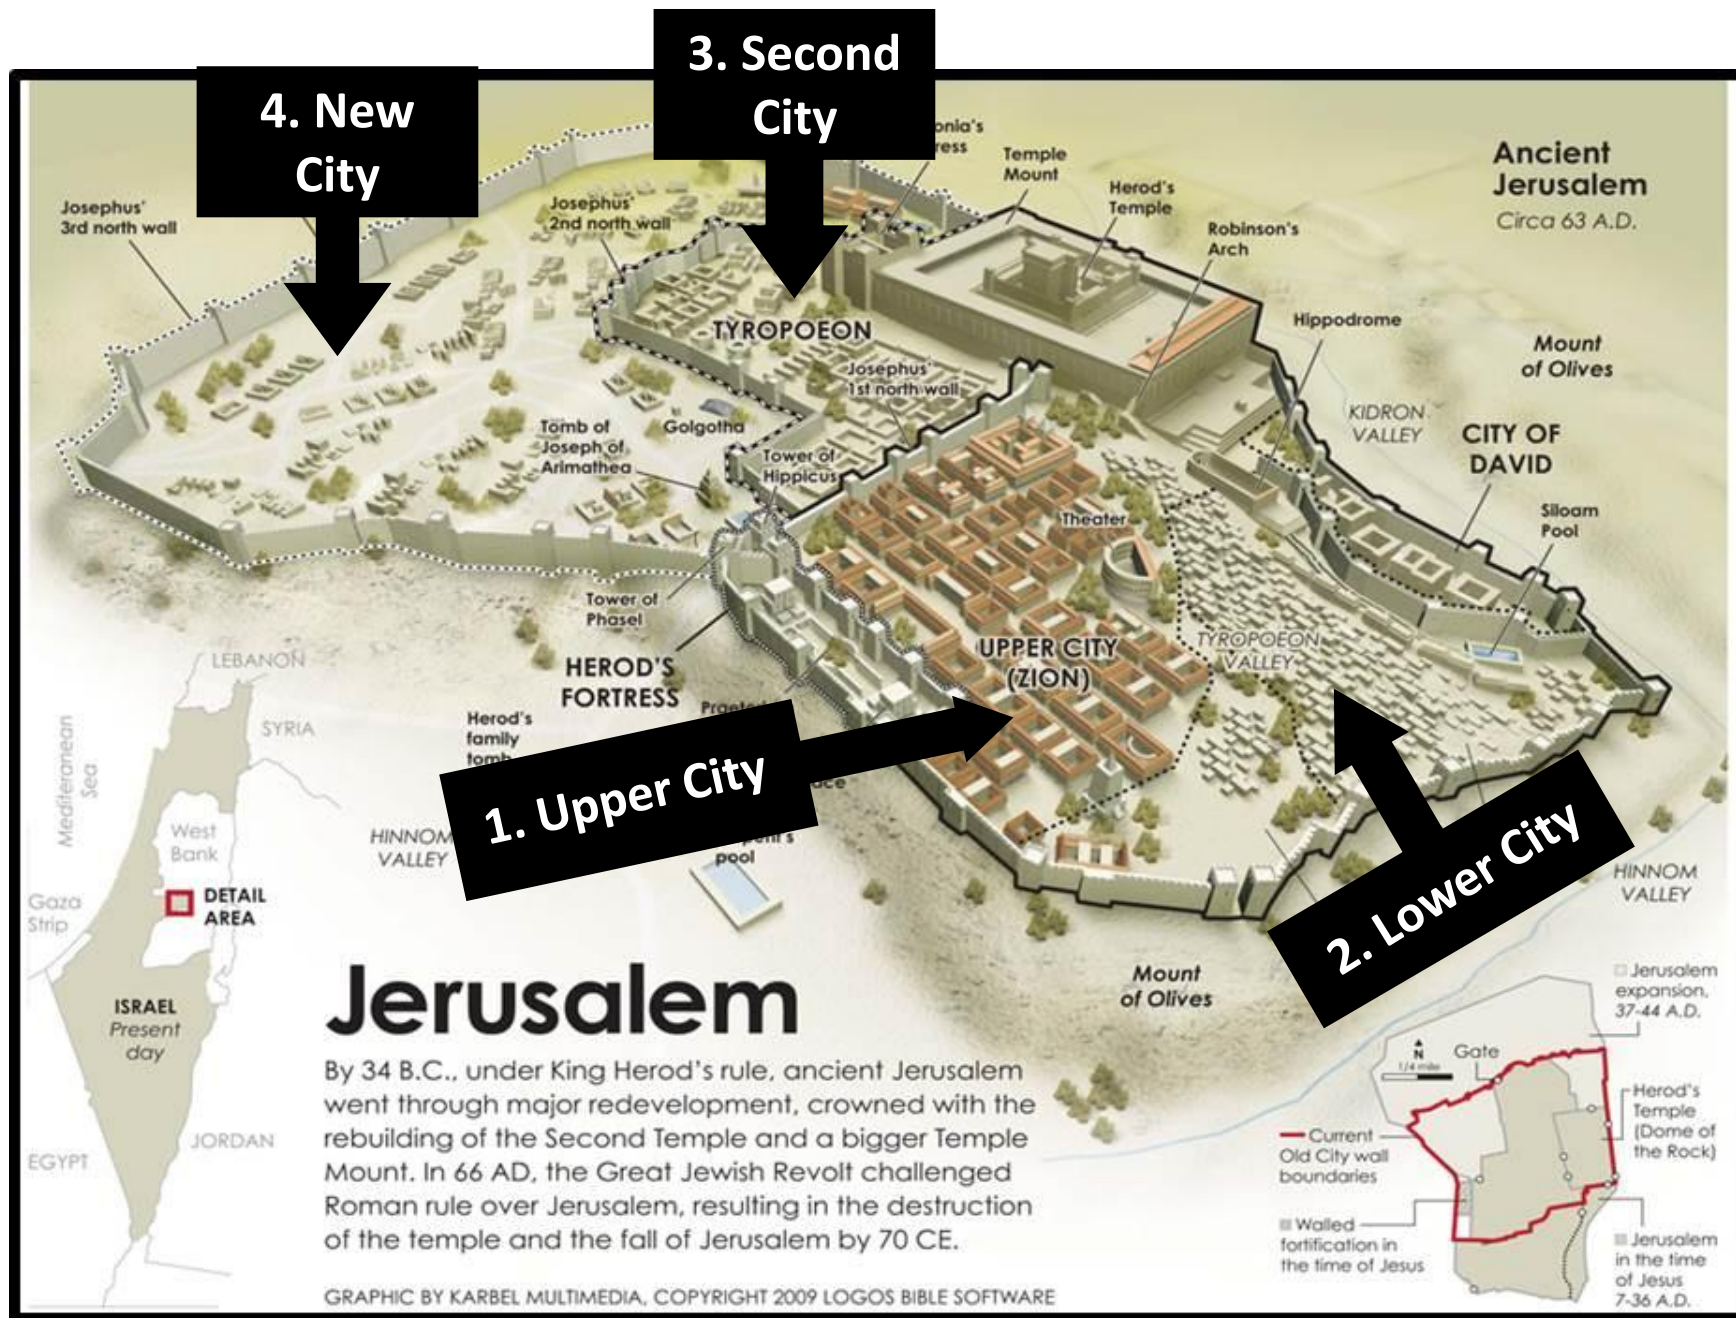 3. Second
City
4. New
City
onia's
ress
Temple
Mount
Herod's
Temple
Robinson's
Arch
Ancient
Jerusalem
Circa 63 A.D.
Josephus'
3rd north wall
Josephus'
2nd north wall
TYROPOEON
Hippodrome
Mount
of Olives
Josephus'
1st north wall
KIDRON
VALLEY
CITY OF
DAVID
Tomb of
Joseph of
Arimathea
Golgotha
Tower of
Hippicus
Theater
Siloam
Pool
Tower of
Phasel
HEROD'S
FORTRESS
UPPER CITY
(ZION)
TYROPOEON
VALLEY
Herod's
family
tomb
1. Upper City
ace
pool
HINNOM
VALLEY
2. Lower City
HINNOM
VALLEY
Mount
of Olives
LEBANON
SYRIA
Mediteranean
Sea
West
Bank
Gaza
Strip
DETAIL
AREA
ISRAEL
Present
day
EGYPT
JORDAN
Jerusalem
By 34 B.C., under King Herod's rule, ancient Jerusalem
went through major redevelopment, crowned with the
rebuilding of the Second Temple and a bigger Temple
Mount. In 66 AD, the Great Jewish Revolt challenged
Roman rule over Jerusalem, resulting in the destruction
of the temple and the fall of Jerusalem by 70 CE.
GRAPHIC BY KARBEL MULTIMEDIA, COPYRIGHT 2009 LOGOS BIBLE SOFTWARE
Jerusalem
expansion,
37-44 A.D.
N
1/4 mile
Gate
Herod's
Temple
(Dome of
the Rock)
Current
Old City wall
boundaries
Walled
fortification in
the time of Jesus
Jerusalem
in the time
of Jesus
7-36 A.D.